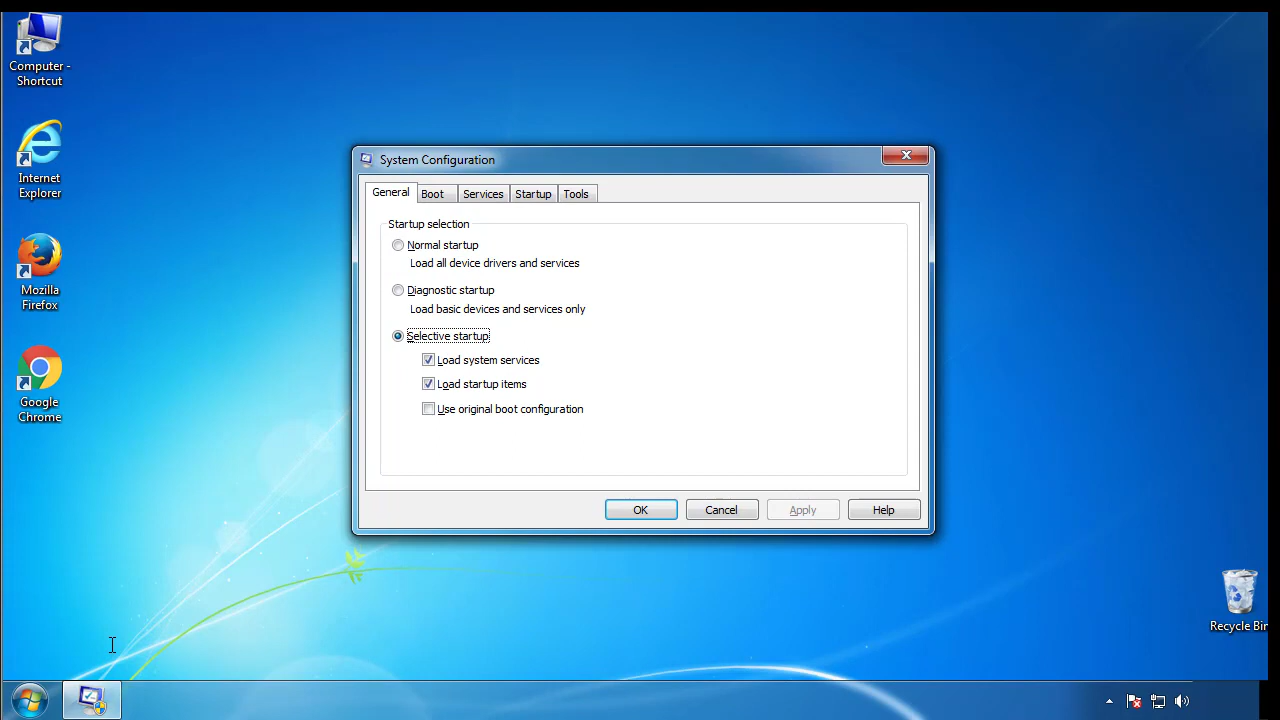 Computer -
Shortcut
Internet
Explorer
Mozilla
Firefox
Google
Chrome
System Configuration
General
Boot
Services
Startup
Tools
Startup selection
Normal startup
Load all device drivers and services
Diagnostic startup
Load basic devices and services only
Selective startup
Load system services
Load startup items
Use original boot configuration
OK
Cancel
Apply
Help
Recycle Bin